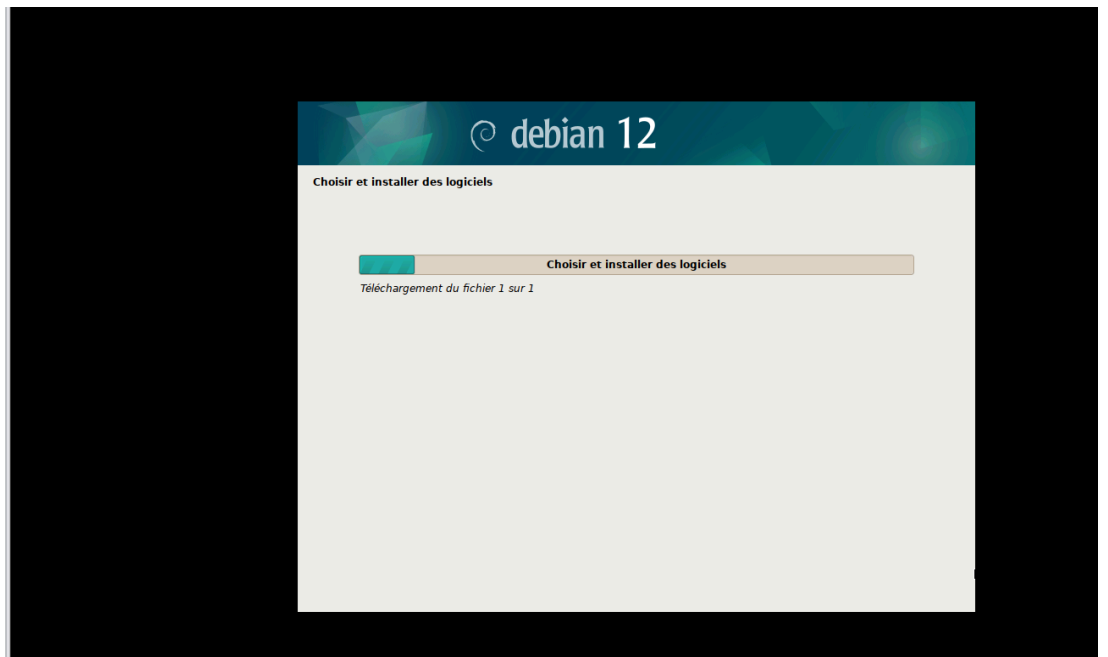 debian 12
Choisir et installer des logiciels
Choisir et installer des logiciels
Téléchargement du fichier 1 sur 1